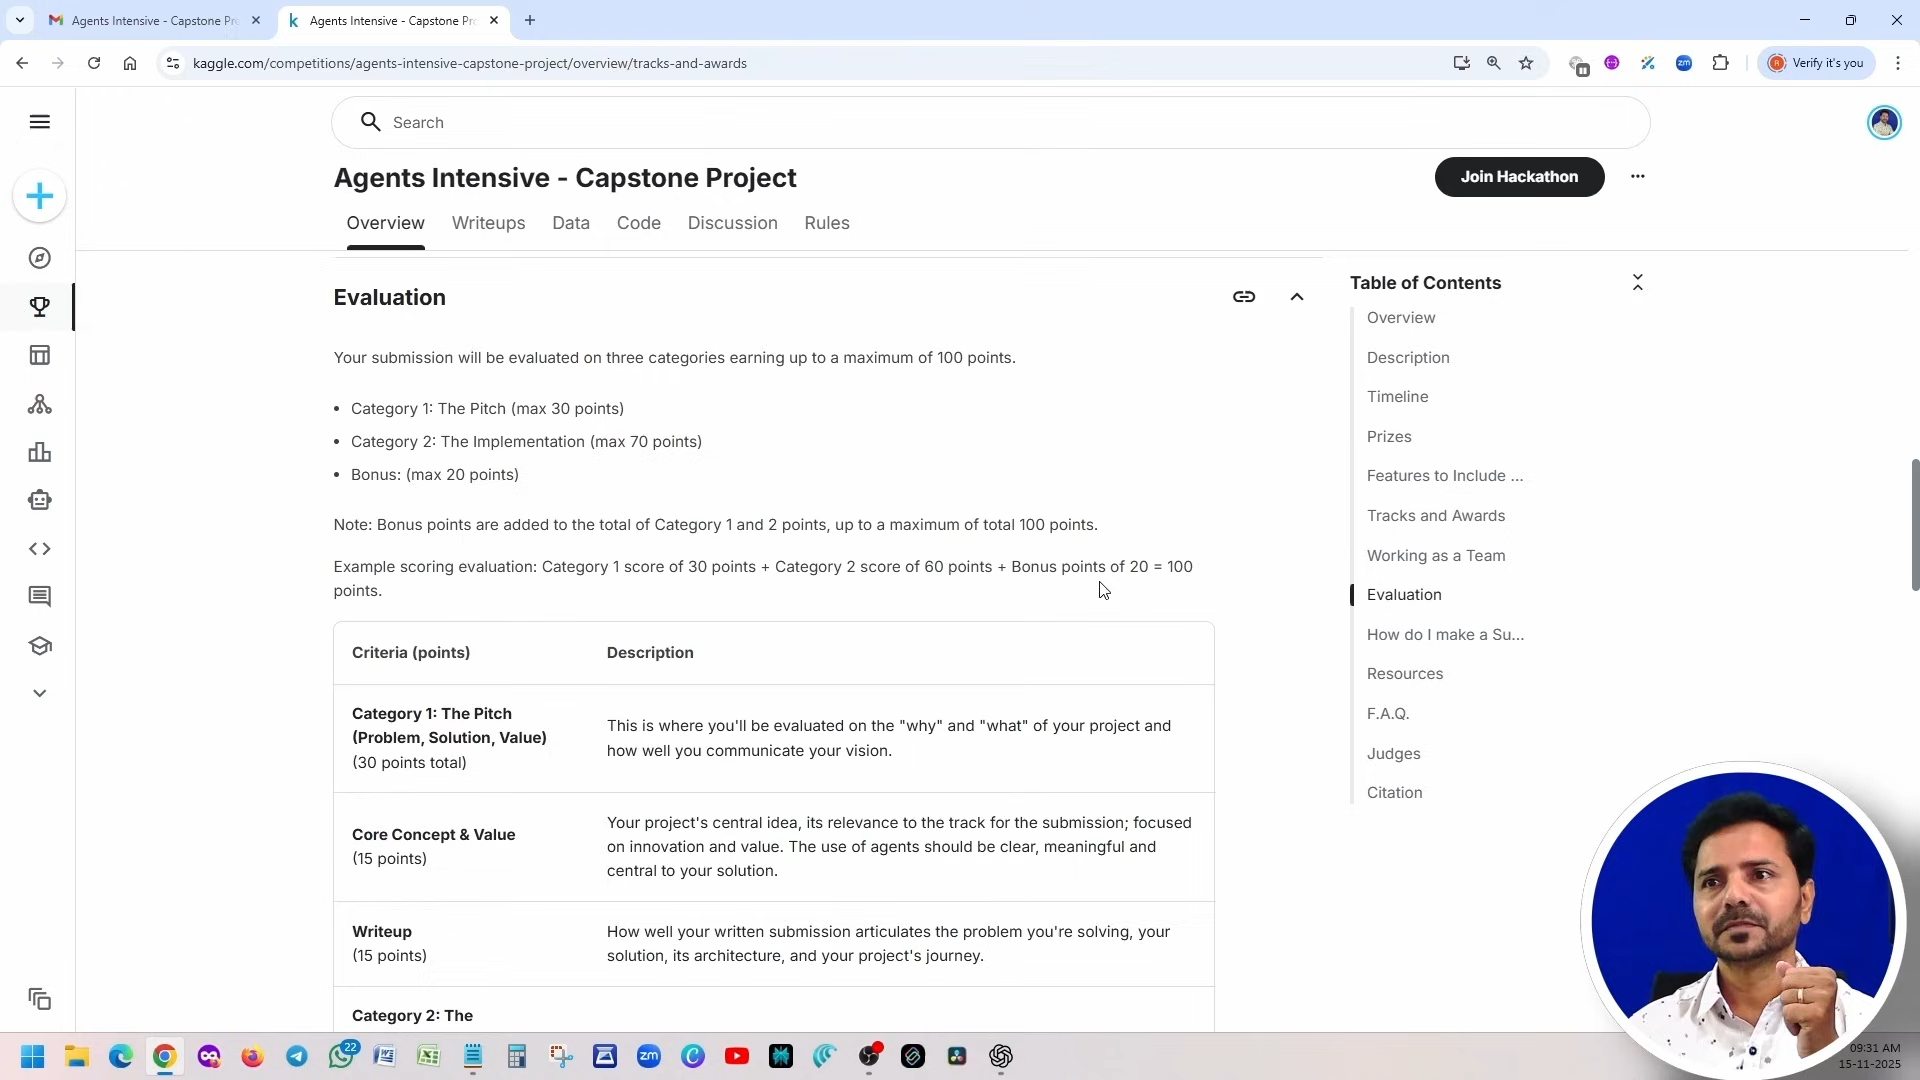 Agents Intensive - Capstone Pr
Agents Intensive - Capstone Pr
kaggle.com/competitions/agents-intensive-capstone-project/overview/tracks-and-awards
Verify it's you
Search
Agents Intensive - Capstone Project
Join Hackathon
Overview
Writeups
Data
Code
Discussion
Rules
Evaluation
Your submission will be evaluated on three categories earning up to a maximum of 100 points.
• Category 1: The Pitch (max 30 points)
• Category 2: The Implementation (max 70 points)
• Bonus: (max 20 points)
Note: Bonus points are added to the total of Category 1 and 2 points, up to a maximum of total 100 points.
Example scoring evaluation: Category 1 score of 30 points + Category 2 score of 60 points + Bonus points of 20 = 100
points.
Criteria (points)
Description
Category 1: The Pitch
(Problem, Solution, Value)
(30 points total)
This is where you'll be evaluated on the "why" and "what" of your project and
how well you communicate your vision.
Core Concept & Value
(15 points)
Your project's central idea, its relevance to the track for the submission; focused
on innovation and value. The use of agents should be clear, meaningful and
central to your solution.
Writeup
(15 points)
How well your written submission articulates the problem you're solving, your
solution, its architecture, and your project's journey.
Category 2: The
Table of Contents
Overview
Description
Timeline
Prizes
Features to Include ...
Tracks and Awards
Working as a Team
Evaluation
How do I make a Su...
Resources
F.A.Q.
Judges
Citation
22
zm
zm
09:31 AM
15-11-2025